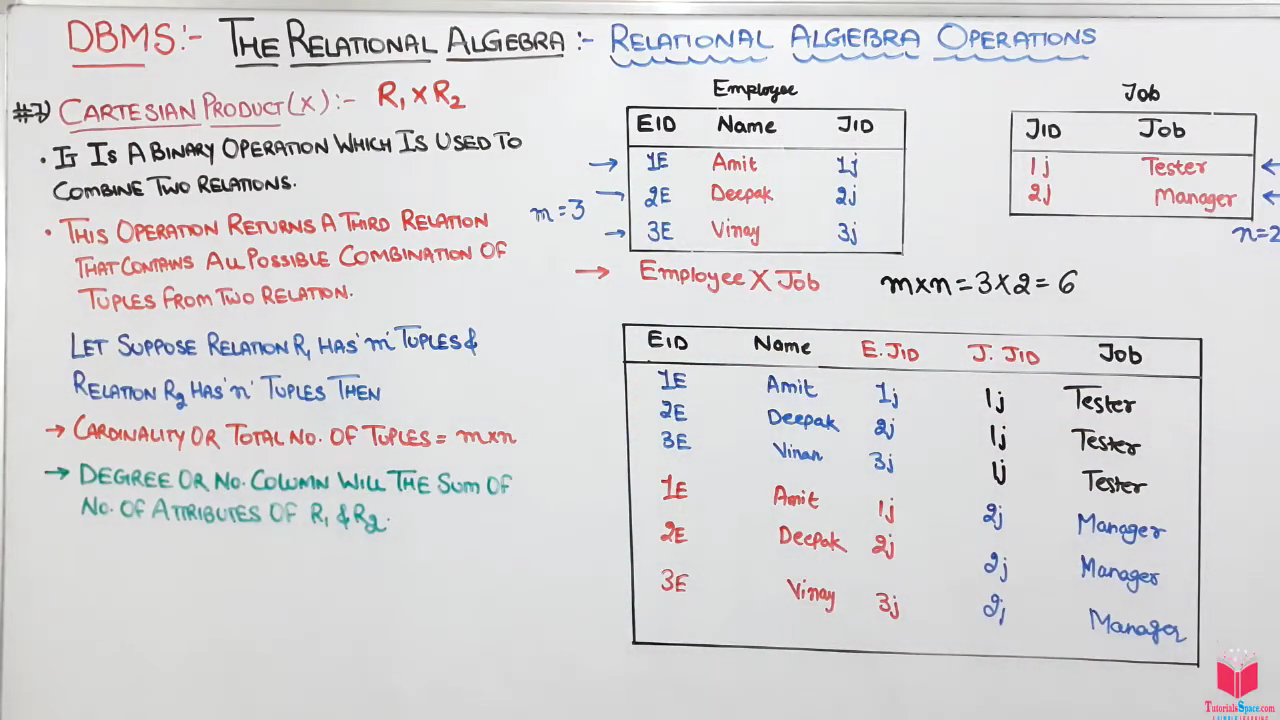 DBMS:- THE RELATIONAL ALGEBRA:- RELATIONAL ALGIEBRA OPERATIONS
#7) CARTESIAN PRODUCT(X):- R1 X R2
• IT IS A BINARY OPERATION WHICH IS USED TO
COMBINE TWO RELATIONS.
• THIS OPERATION RETURNS A THIRD RELATION
THAT CONTAINS ALL POSSIBLE COMBINATION OF
TUPLES FROM TWO RELATION.
LET SUPPOSE RELATION R1 HAS 'm' TUPLES &
RELATION R2 HAS 'n' TUPLES THEN
→ CARDINALITY OR TOTAL NO. OF TUPLES = m×n
→ DEGREE OR NO. COLUMN WILL THE SUM OF
NO. OF ATTRIBUTES OF R1 & R2.
Employee
EID Name JID
→ 1E Amit 1j
→ 2E Deepak 2j
m=3
→ 3E Vinay 3j
Job
JID Job
1j Tester ←
2j Manager ←
n=2
→ Employee X Job m×n=3×2=6
EID Name E.JID J.JID Job
1E Amit 1j 1j Tester
2E Deepak 2j 1j Tester
3E Vinay 3j 1j Tester
1E Amit 1j 2j Manager
2E Deepak 2j 2j Manager
3E Vinay 3j 2j Manager
TutorialsSpace.com